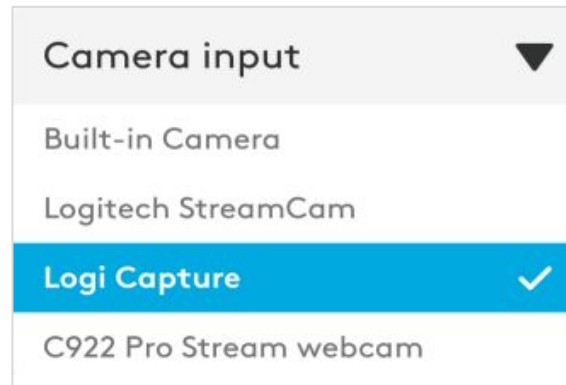 Camera input
Built-in Camera
Logitech StreamCam
Logi Capture
C922 Pro Stream webcam